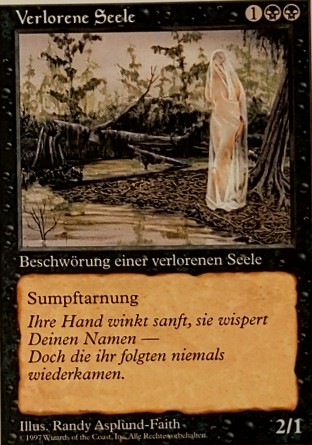 Verlorene Seele 1
Beschwörung einer verlorenen Seele
Sumpftarnung
Ihre Hand winkt sanft, sie wispert
Deinen Namen —
Doch die ihr folgten niemals
wiederkamen.
Illus. Randy Asplund-Faith
© 1997 Wizards of the Coast, Inc. Alle Rechte vorbehalten.
2/1